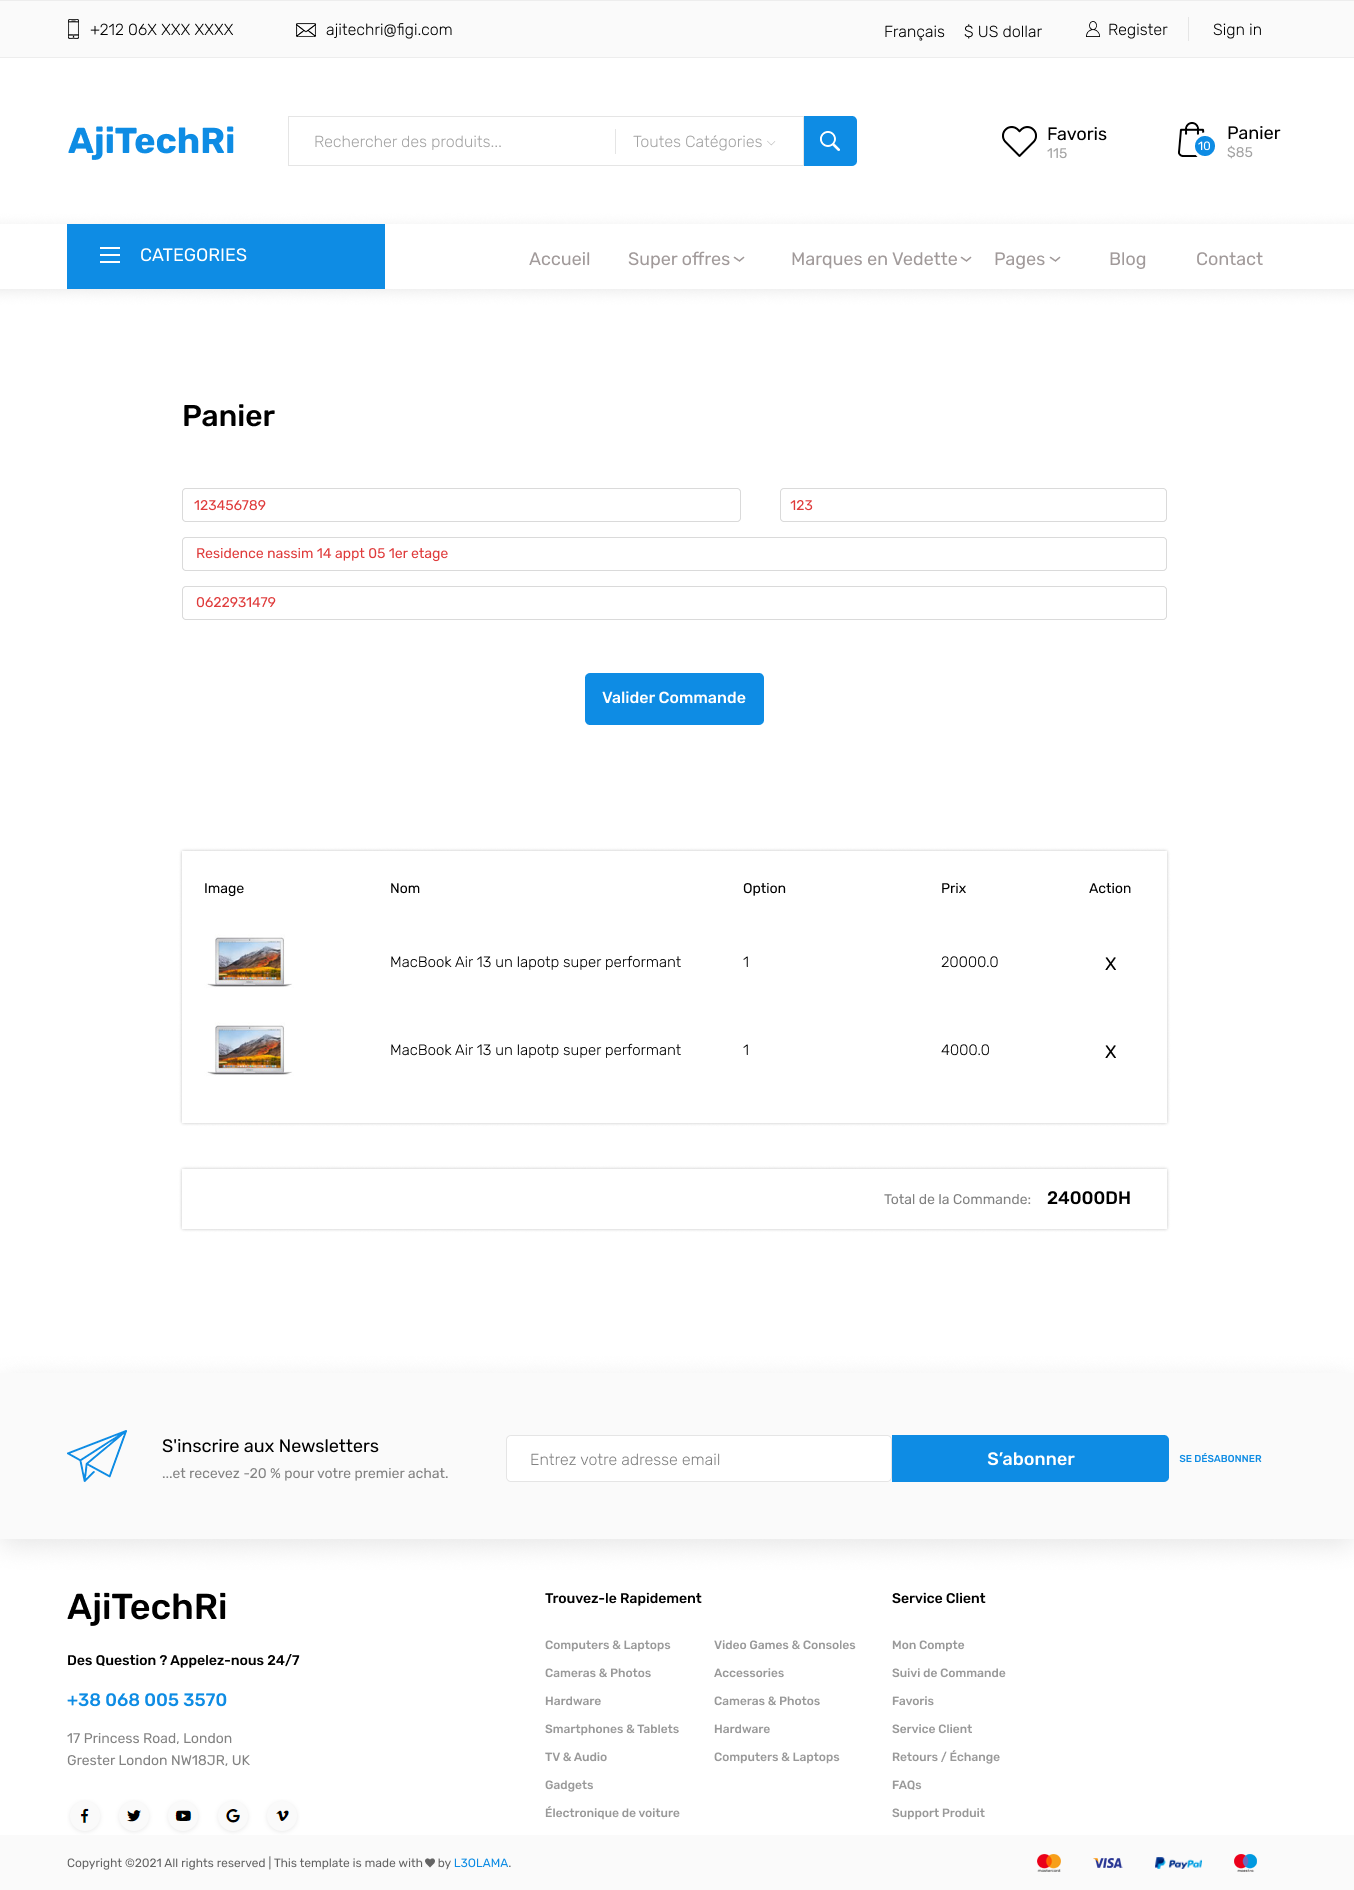 +212 06X XXX XXXX ajitechri@figi.com Français $ US dollar Register Sign in
AjiTechRi Rechercher des produits... Toutes Catégories Favoris Panier
115 10 $85
CATEGORIES Accueil Super offres Marques en Vedette Pages Blog Contact
Panier
123456789 123
Residence nassim 14 appt 05 1er etage
0622931479
Valider Commande
Image Nom Option Prix Action
MacBook Air 13 un lapotp super performant 1 20000.0 X
MacBook Air 13 un lapotp super performant 1 4000.0 X
Total de la Commande: 24000DH
S'inscrire aux Newsletters
...et recevez -20 % pour votre premier achat.
Entrez votre adresse email S’abonner SE DÉSABONNER
AjiTechRi
Des Question ? Appelez-nous 24/7
+38 068 005 3570
17 Princess Road, London
Grester London NW18JR, UK
Trouvez-le Rapidement
Computers & Laptops
Cameras & Photos
Hardware
Smartphones & Tablets
TV & Audio
Gadgets
Électronique de voiture
Video Games & Consoles
Accessories
Cameras & Photos
Hardware
Computers & Laptops
Service Client
Mon Compte
Suivi de Commande
Favoris
Service Client
Retours / Échange
FAQs
Support Produit
Copyright ©2021 All rights reserved | This template is made with ♥ by L3OLAMA.
VISA PayPal